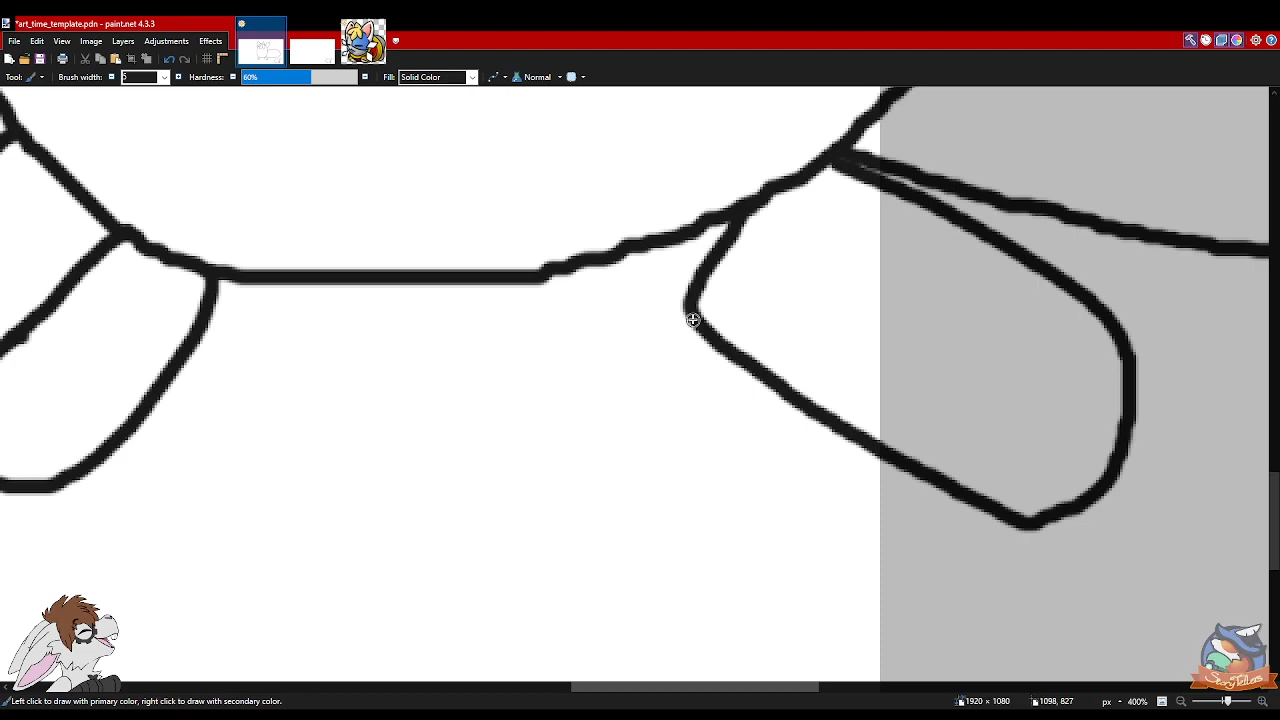 *art_time_template.pdn - paint.net 4.3.3
File Edit View Image Layers Adjustments Effects
Tool: Brush width: 5 Hardness: 60% Fill: Solid Color Normal
StoryTellers
Left click to draw with primary color, right click to draw with secondary color. 1920 × 1080 1098, 827 px 400%